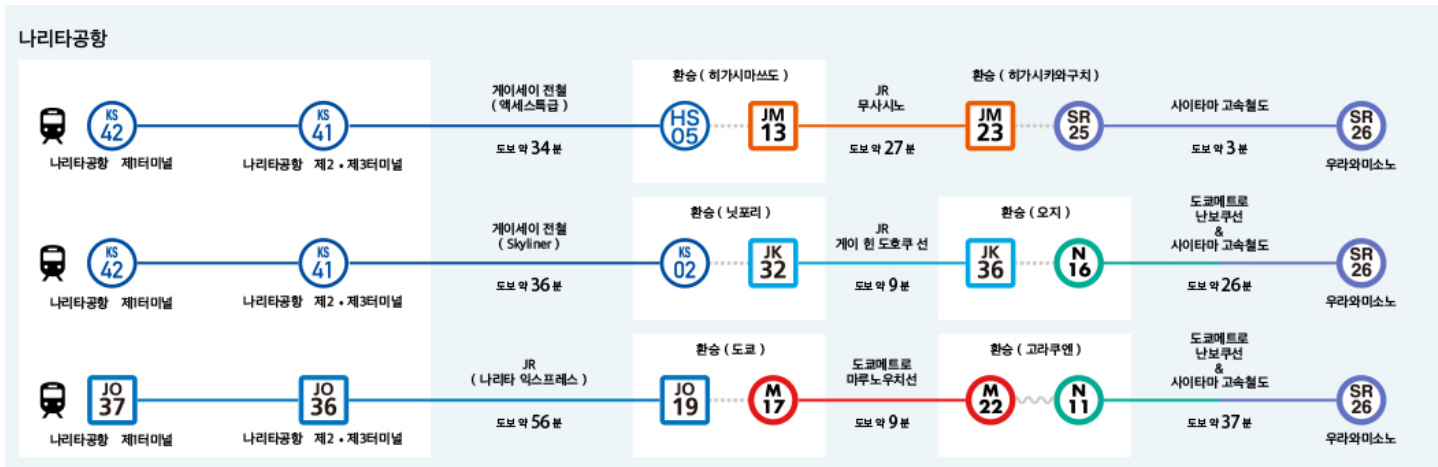 나리타공항
환승 ( 히가시마쓰도 )
환승 ( 히가시카와구치 )
게이세이 전철
( 액세스특급 )
JR
무사시노
사이타마 고속철도
KS
42
KS
41
HS
05
JM
13
JM
23
SR
25
SR
26
도보 약 34 분
도보 약 27 분
도보 약 3 분
나리타공항 제1터미널
나리타공항 제2・제3터미널
우라와미소노
환승 ( 닛포리 )
환승 ( 오지 )
게이세이 전철
( Skyliner )
JR
게이 힌 도호쿠 선
도쿄메트로
난보쿠선
&
사이타마 고속철도
KS
42
KS
41
KS
02
JK
32
JK
36
N
16
SR
26
도보 약 36 분
도보 약 9 분
도보 약 26 분
나리타공항 제1터미널
나리타공항 제2・제3터미널
우라와미소노
환승 ( 도쿄 )
환승 ( 고라쿠엔 )
JR
( 나리타 익스프레스 )
도쿄메트로
마루노우치선
도쿄메트로
난보쿠선
&
사이타마 고속철도
JO
37
JO
36
JO
19
M
17
M
22
N
11
SR
26
도보 약 56 분
도보 약 9 분
도보 약 37 분
나리타공항 제1터미널
나리타공항 제2・제3터미널
우라와미소노